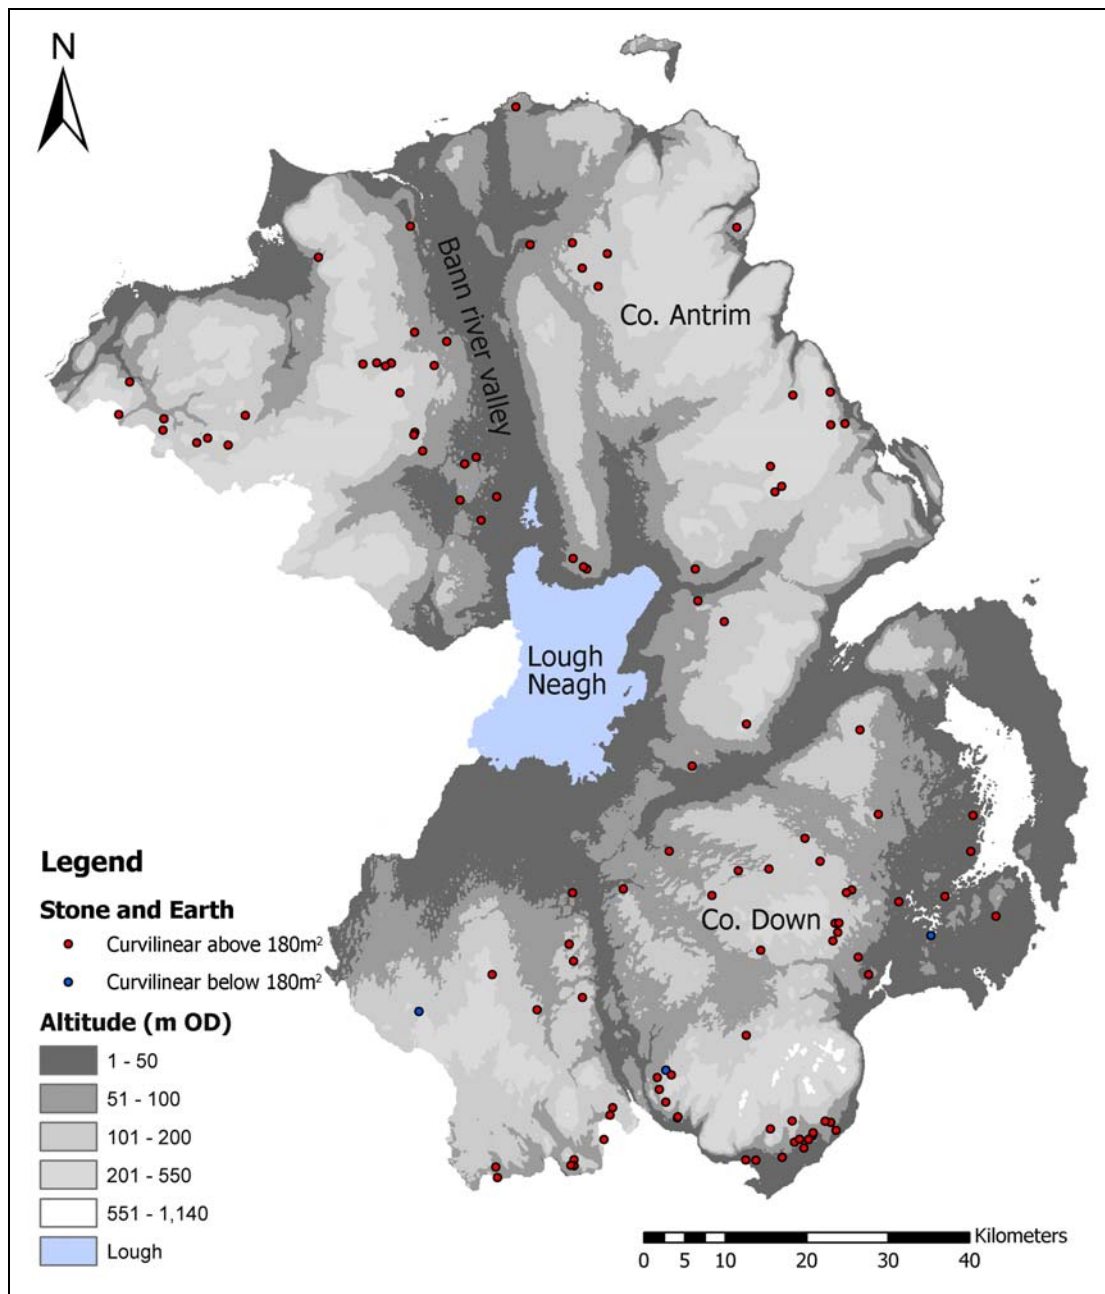 N
Co. Antrim
Bann river valley
Lough
Neagh
Co. Down
Legend
Stone and Earth
Curvilinear above 180m²
Curvilinear below 180m²
Altitude (m OD)
1 - 50
51 - 100
101 - 200
201 - 550
551 - 1,140
Lough
Kilometers
0 5 10 20 30 40